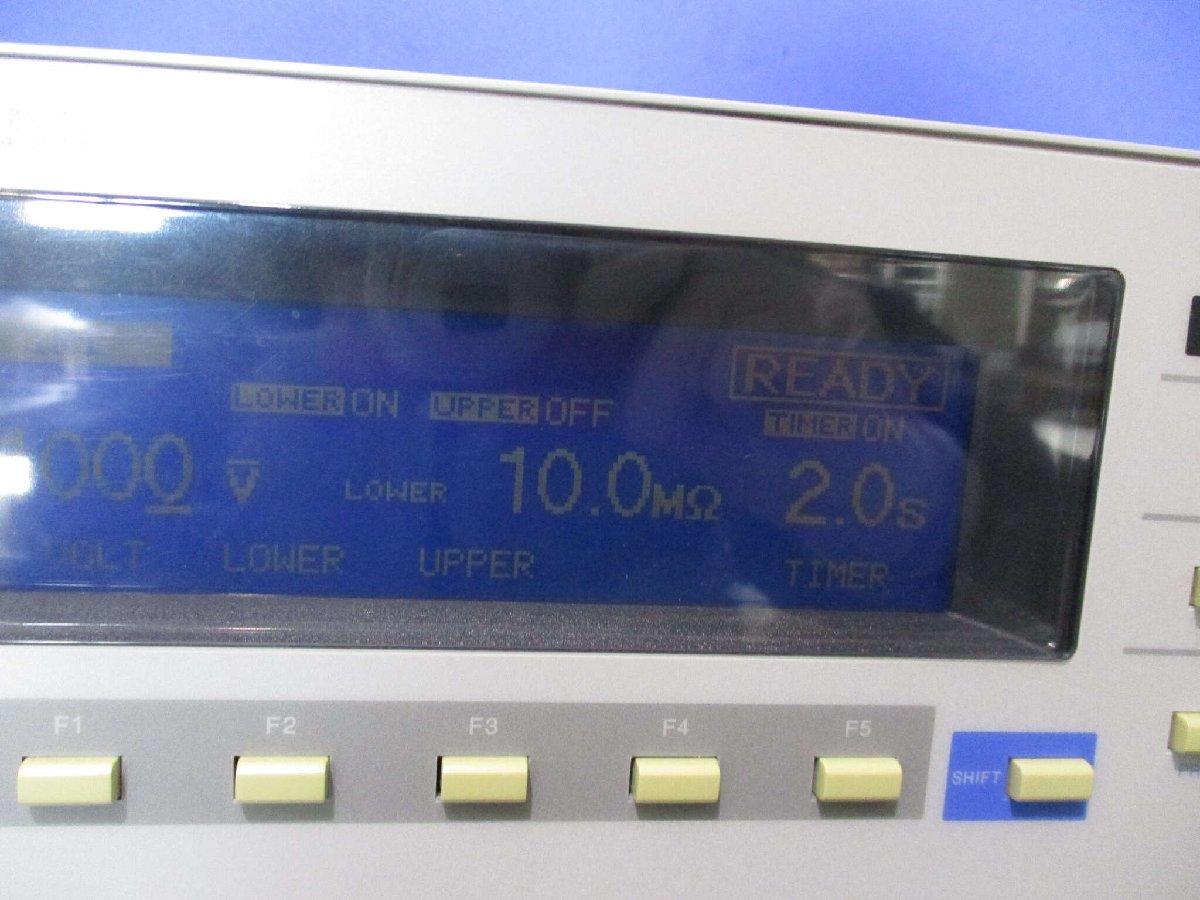 READY
LOWER ON UPPER OFF TIMER ON
000 V LOWER 10.0MΩ 2.0s
VOLT LOWER UPPER TIMER
F1 F2 F3 F4 F5
SHIFT